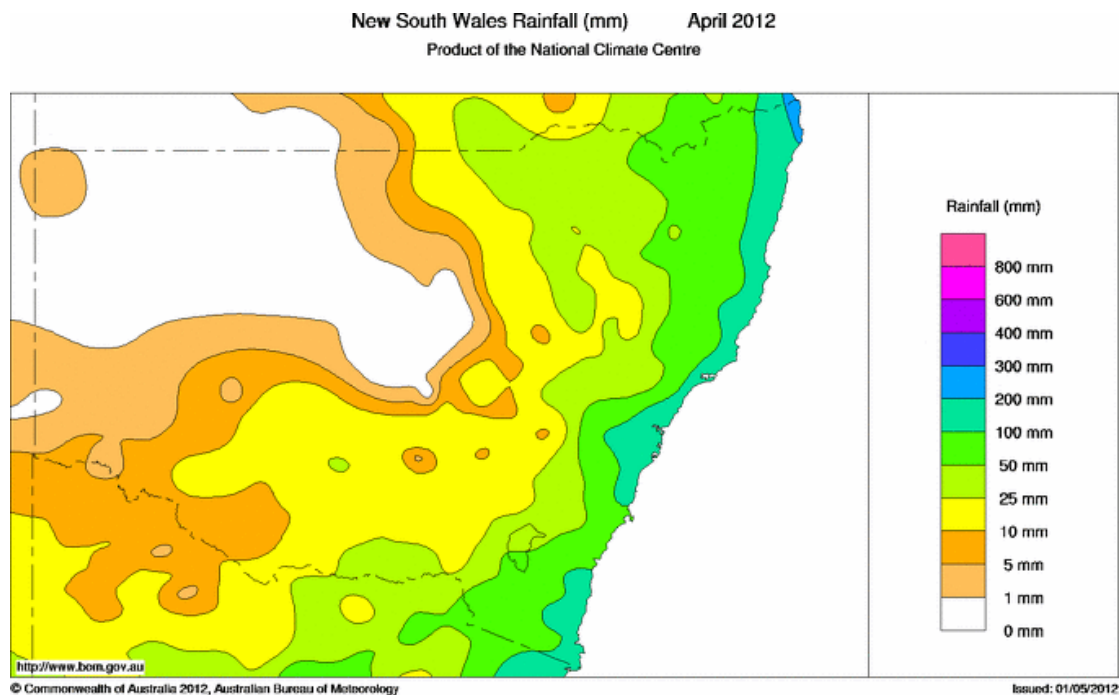 New South Wales Rainfall (mm) April 2012
Product of the National Climate Centre
Rainfall (mm)
800 mm
600 mm
400 mm
300 mm
200 mm
100 mm
50 mm
25 mm
10 mm
5 mm
1 mm
0 mm
http://www.bom.gov.au
© Commonwealth of Australia 2012, Australian Bureau of Meteorology Issued: 01/05/2012